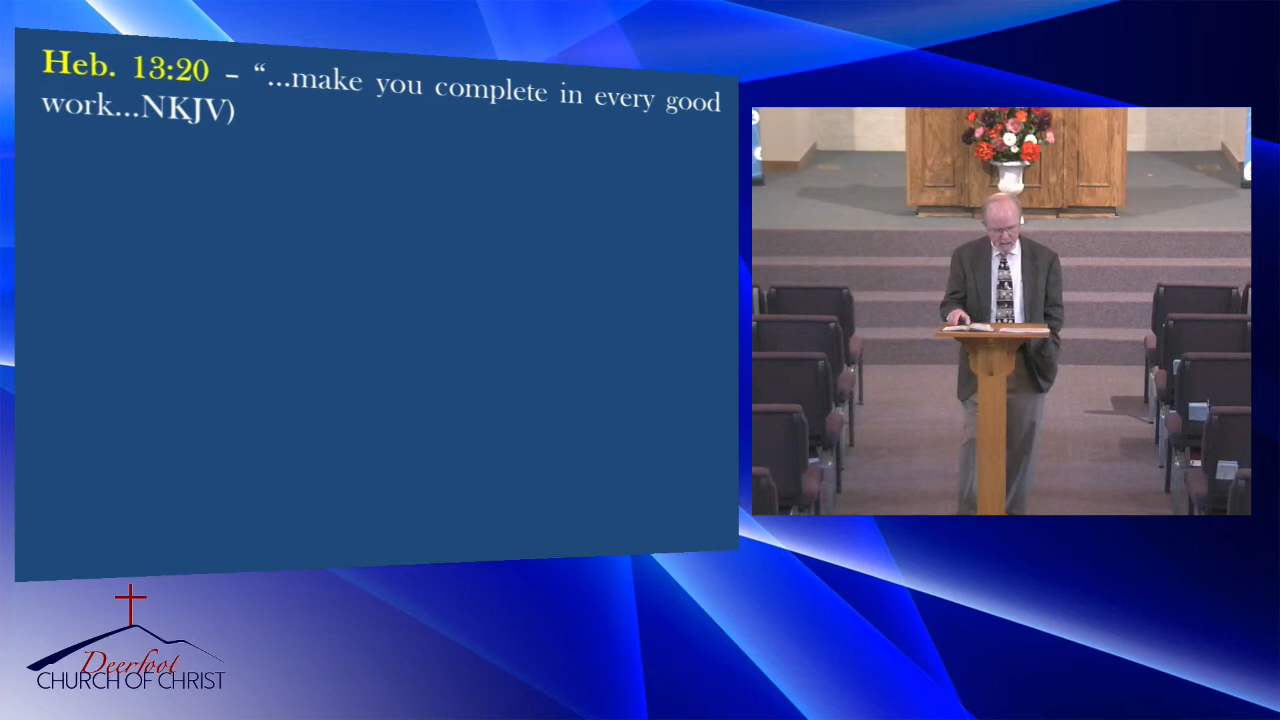 Heb. 13:20 – “...make you complete in every good
work...NKJV)
Deerfoot
CHURCH OF CHRIST